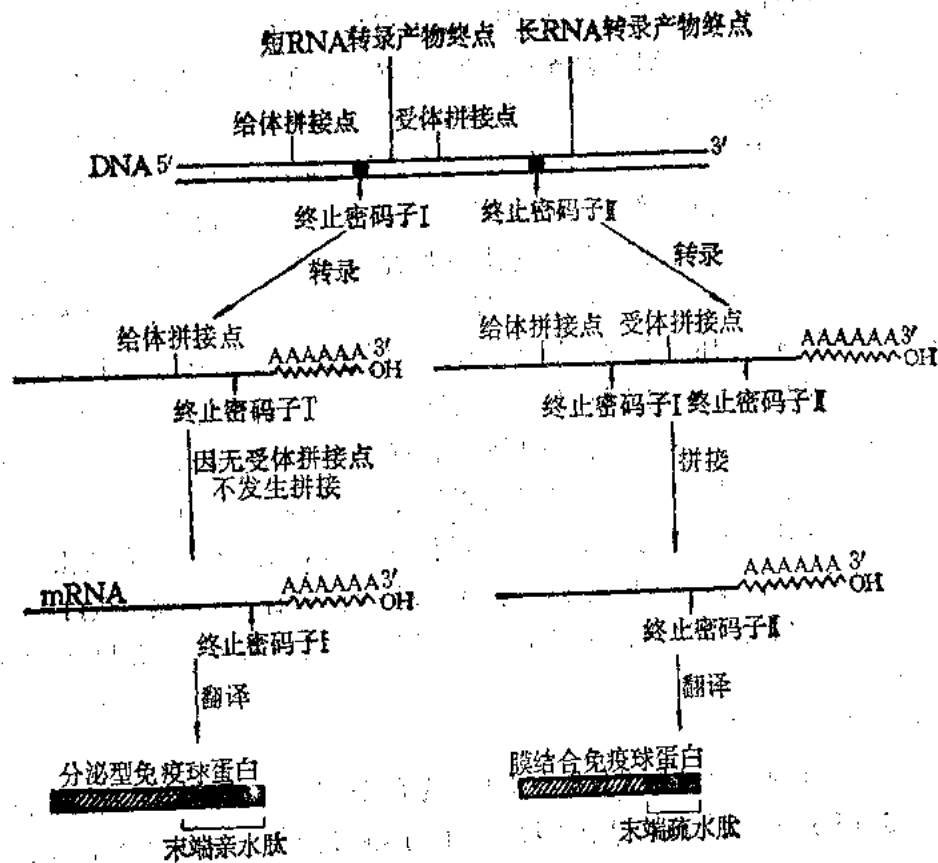 短RNA转录产物终点 长RNA转录产物终点
给体拼接点 受体拼接点
DNA 5′ 3′
终止密码子Ⅰ 终止密码子Ⅱ
转录 转录
给体拼接点 AAAAAA 3′ OH
给体拼接点 受体拼接点 AAAAAA 3′ OH
终止密码子Ⅰ
终止密码子Ⅰ 终止密码子Ⅱ
因无受体拼接点
不发生拼接
拼接
mRNA AAAAAA 3′ OH
AAAAAA 3′ OH
终止密码子Ⅰ
终止密码子Ⅱ
翻译 翻译
分泌型免疫球蛋白
膜结合免疫球蛋白
末端亲水肽
末端疏水肽